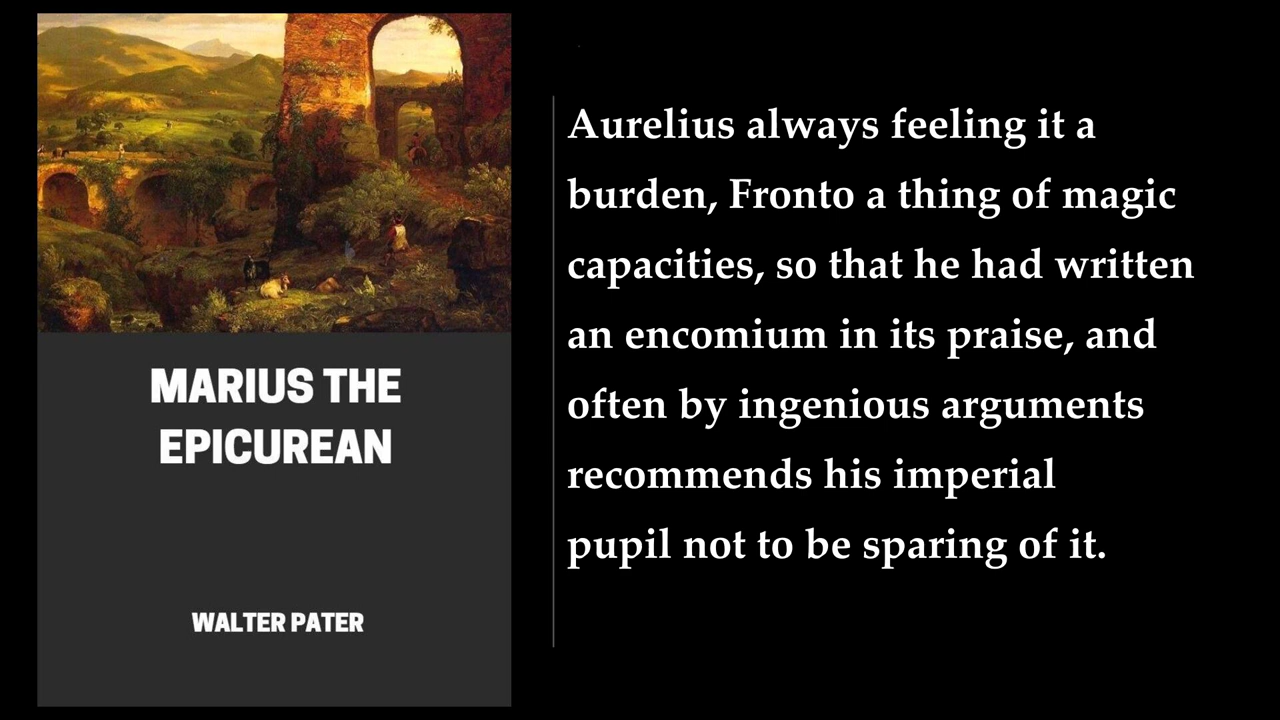 MARIUS THE
EPICUREAN
WALTER PATER
Aurelius always feeling it a
burden, Fronto a thing of magic
capacities, so that he had written
an encomium in its praise, and
often by ingenious arguments
recommends his imperial
pupil not to be sparing of it.